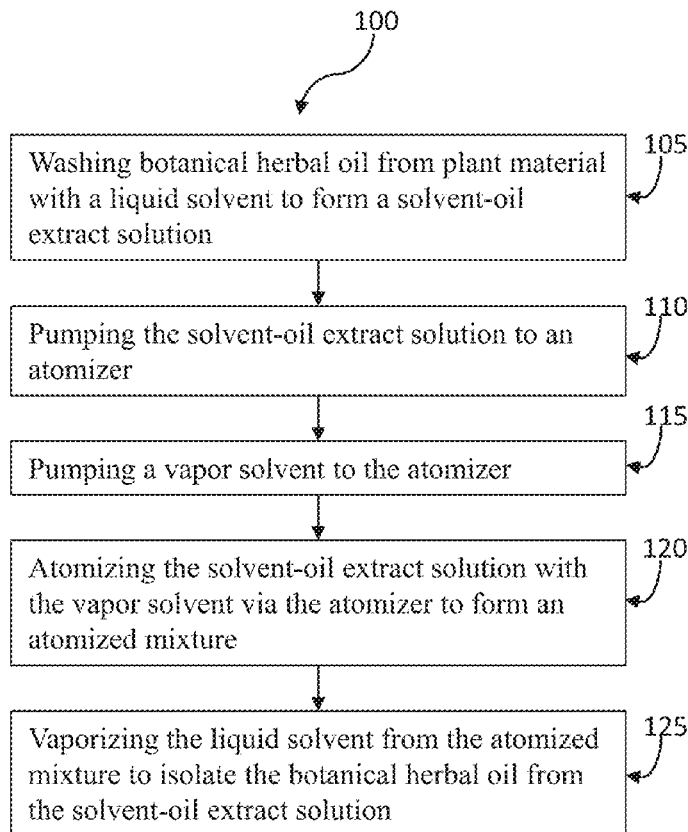 100
Washing botanical herbal oil from plant material
with a liquid solvent to form a solvent-oil
extract solution
105
Pumping the solvent-oil extract solution to an
atomizer
110
Pumping a vapor solvent to the atomizer
115
Atomizing the solvent-oil extract solution with
the vapor solvent via the atomizer to form an
atomized mixture
120
Vaporizing the liquid solvent from the atomized
mixture to isolate the botanical herbal oil from
the solvent-oil extract solution
125